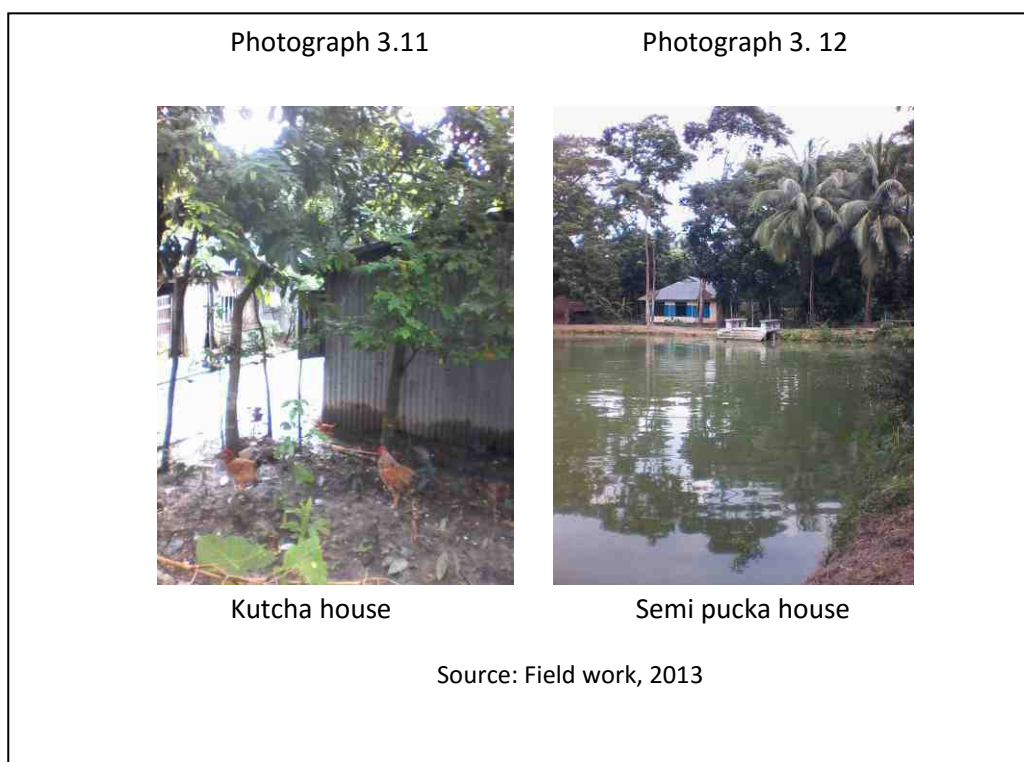 Photograph 3.11
Photograph 3. 12
Kutcha house
Semi pucka house
Source: Field work, 2013